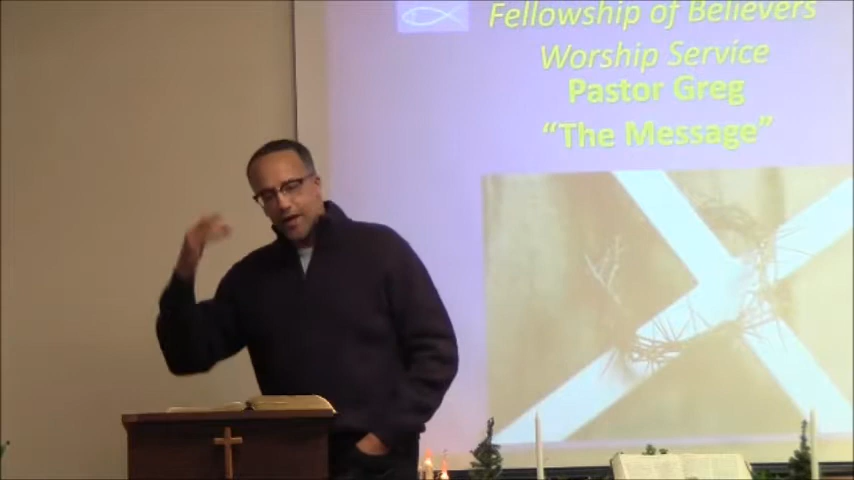 Fellowship of Believers
Worship Service
Pastor Greg
“The Message”